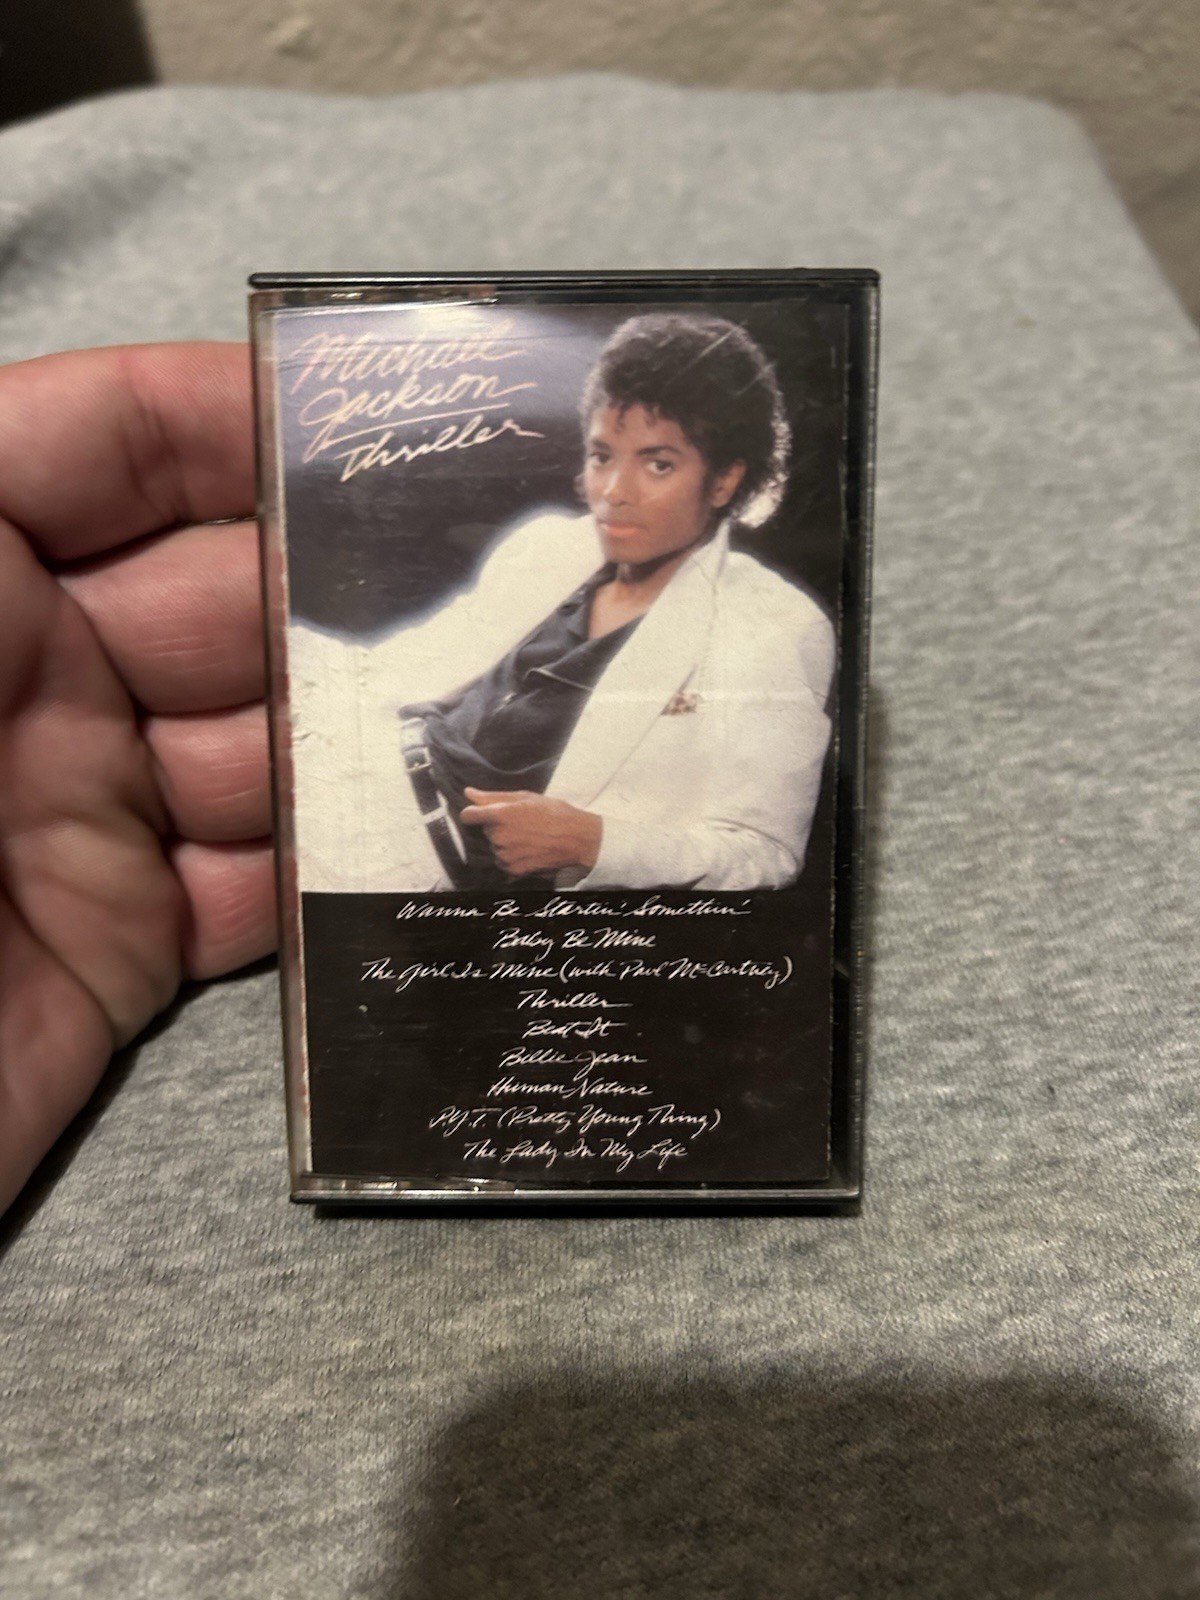 Michael
Jackson
Thriller
Wanna Be Startin' Somethin'
Baby Be Mine
The Girl Is Mine (with Paul McCartney)
Thriller
Beat It
Billie Jean
Human Nature
P.Y.T. (Pretty Young Thing)
The Lady In My Life